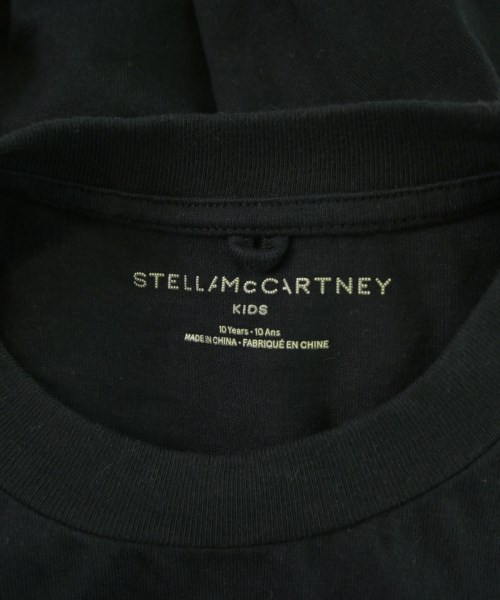 STELLAMcCARTNEY
KIDS
10 Years - 10 Ans
MADE IN CHINA - FABRIQUÉ EN CHINE